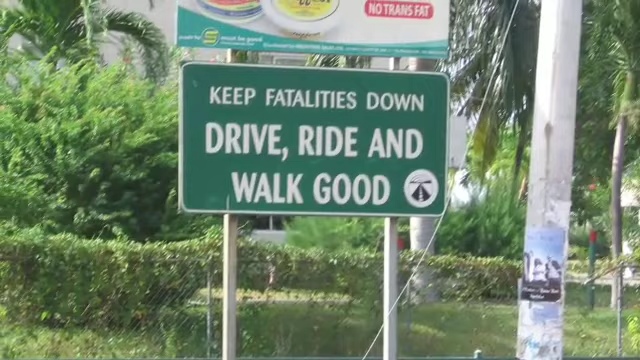 NO TRANS FAT
KEEP FATALITIES DOWN
DRIVE, RIDE AND
WALK GOOD